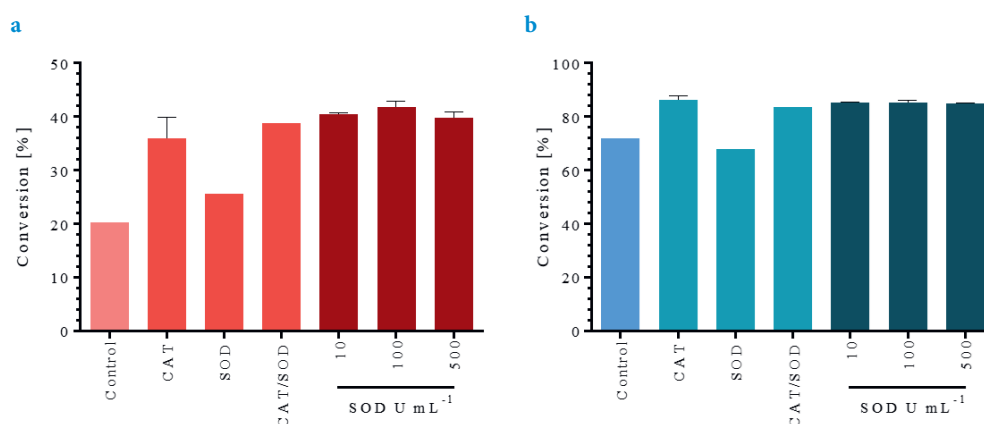 a
50
40
30
20
10
0
Conversion [%]
Control
CAT
SOD
CAT/SOD
10
100
500
SOD U mL⁻¹
b
100
80
60
40
20
0
Conversion [%]
Control
CAT
SOD
CAT/SOD
10
100
500
SOD U mL⁻¹